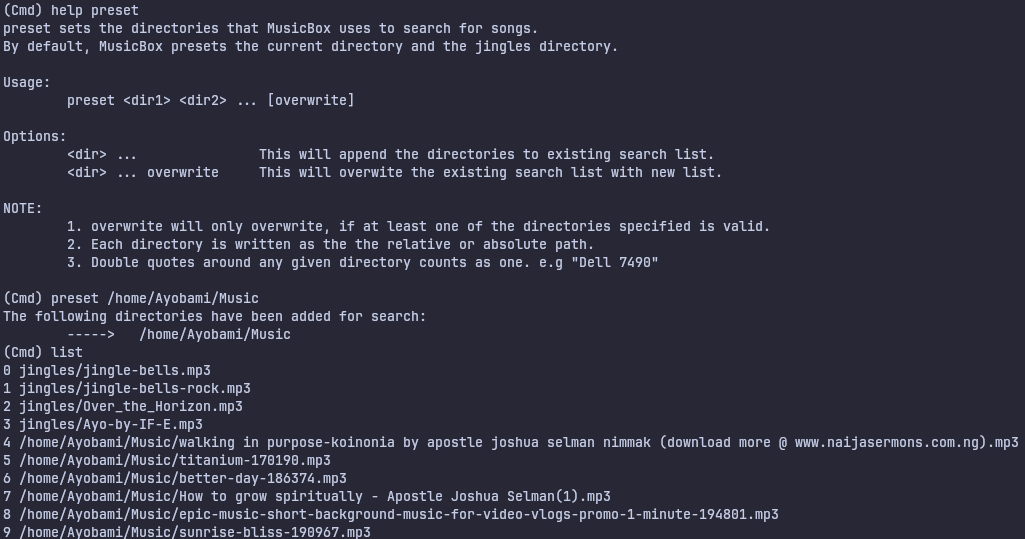 (Cmd) help preset
preset sets the directories that MusicBox uses to search for songs.
By default, MusicBox presets the current directory and the jingles directory.
Usage:
preset <dir1> <dir2> ... [overwrite]
Options:
<dir> ... This will append the directories to existing search list.
<dir> ... overwrite This will overwite the existing search list with new list.
NOTE:
1. overwrite will only overwrite, if at least one of the directories specified is valid.
2. Each directory is written as the the relative or absolute path.
3. Double quotes around any given directory counts as one. e.g "Dell 7490"
(Cmd) preset /home/Ayobami/Music
The following directories have been added for search:
-----> /home/Ayobami/Music
(Cmd) list
0 jingles/jingle-bells.mp3
1 jingles/jingle-bells-rock.mp3
2 jingles/Over_the_Horizon.mp3
3 jingles/Ayo-by-IF-E.mp3
4 /home/Ayobami/Music/walking in purpose-koinonia by apostle joshua selman nimmak (download more @ www.naijasermons.com.ng).mp3
5 /home/Ayobami/Music/titanium-170190.mp3
6 /home/Ayobami/Music/better-day-186374.mp3
7 /home/Ayobami/Music/How to grow spiritually - Apostle Joshua Selman(1).mp3
8 /home/Ayobami/Music/epic-music-short-background-music-for-video-vlogs-promo-1-minute-194801.mp3
9 /home/Ayobami/Music/sunrise-bliss-190967.mp3